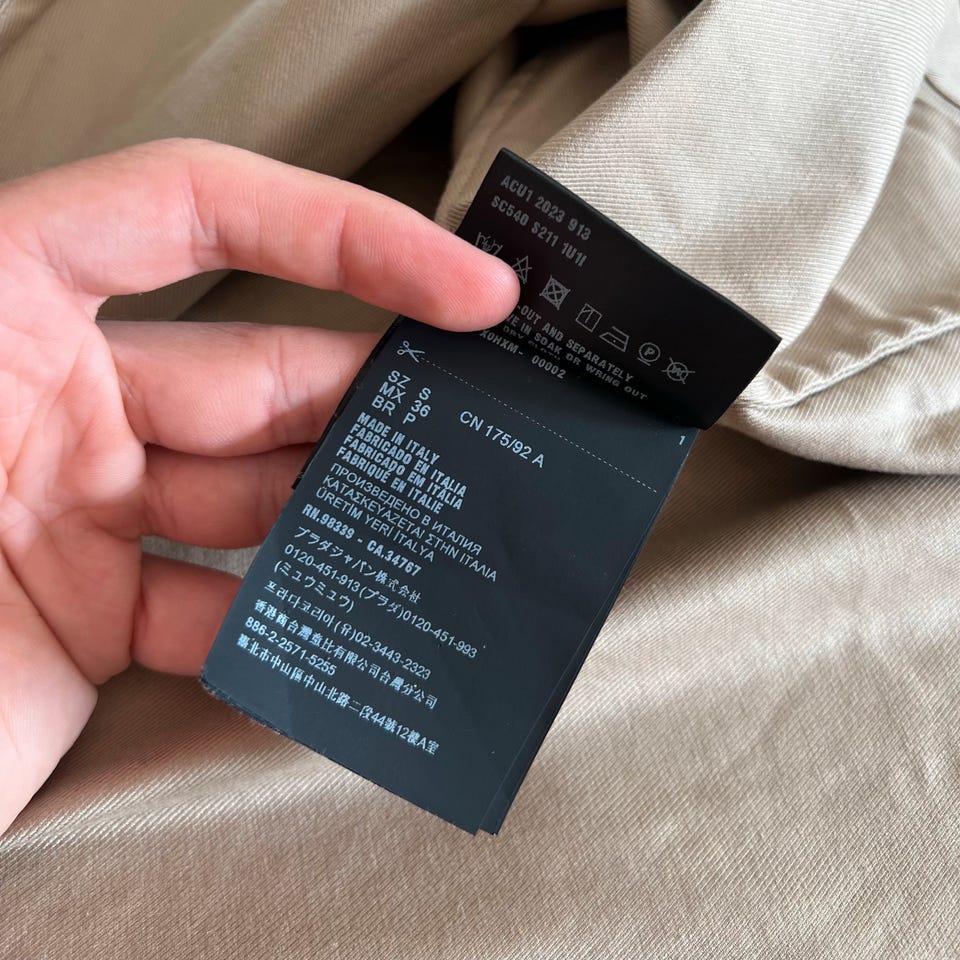 ACU1 2023 913
SC540 S211 1U1I
-OUT AND SEPARATELY
VE IN SOAK OR WRING OUT
DRY
XOHXM- 00002
1
SZ S
MX 36
BR P
CN 175/92 A
MADE IN ITALY
FABRICADO EN ITALIA
FABRICADO EM ITALIA
FABRIQUE EN ITALIE
ПРОИЗВЕДЕНО В ИТАЛИЯ
ΚΑΤΑΣΚΕΥΑΖΕΤΑΙ ΣΤΗΝ ITALIA
ÜRETİM YERİ İTALYA
RN.98339 - CA.34767
プラダジャパン株式会社
0120-451-913(プラダ)0120-451-993
(ミュウミュウ)
프라다코리아(유)02-3443-2323
香港商台灣意比有限公司台灣分公司
886-2-2571-5255
臺北市中山區中山北路二段44號12樓A室